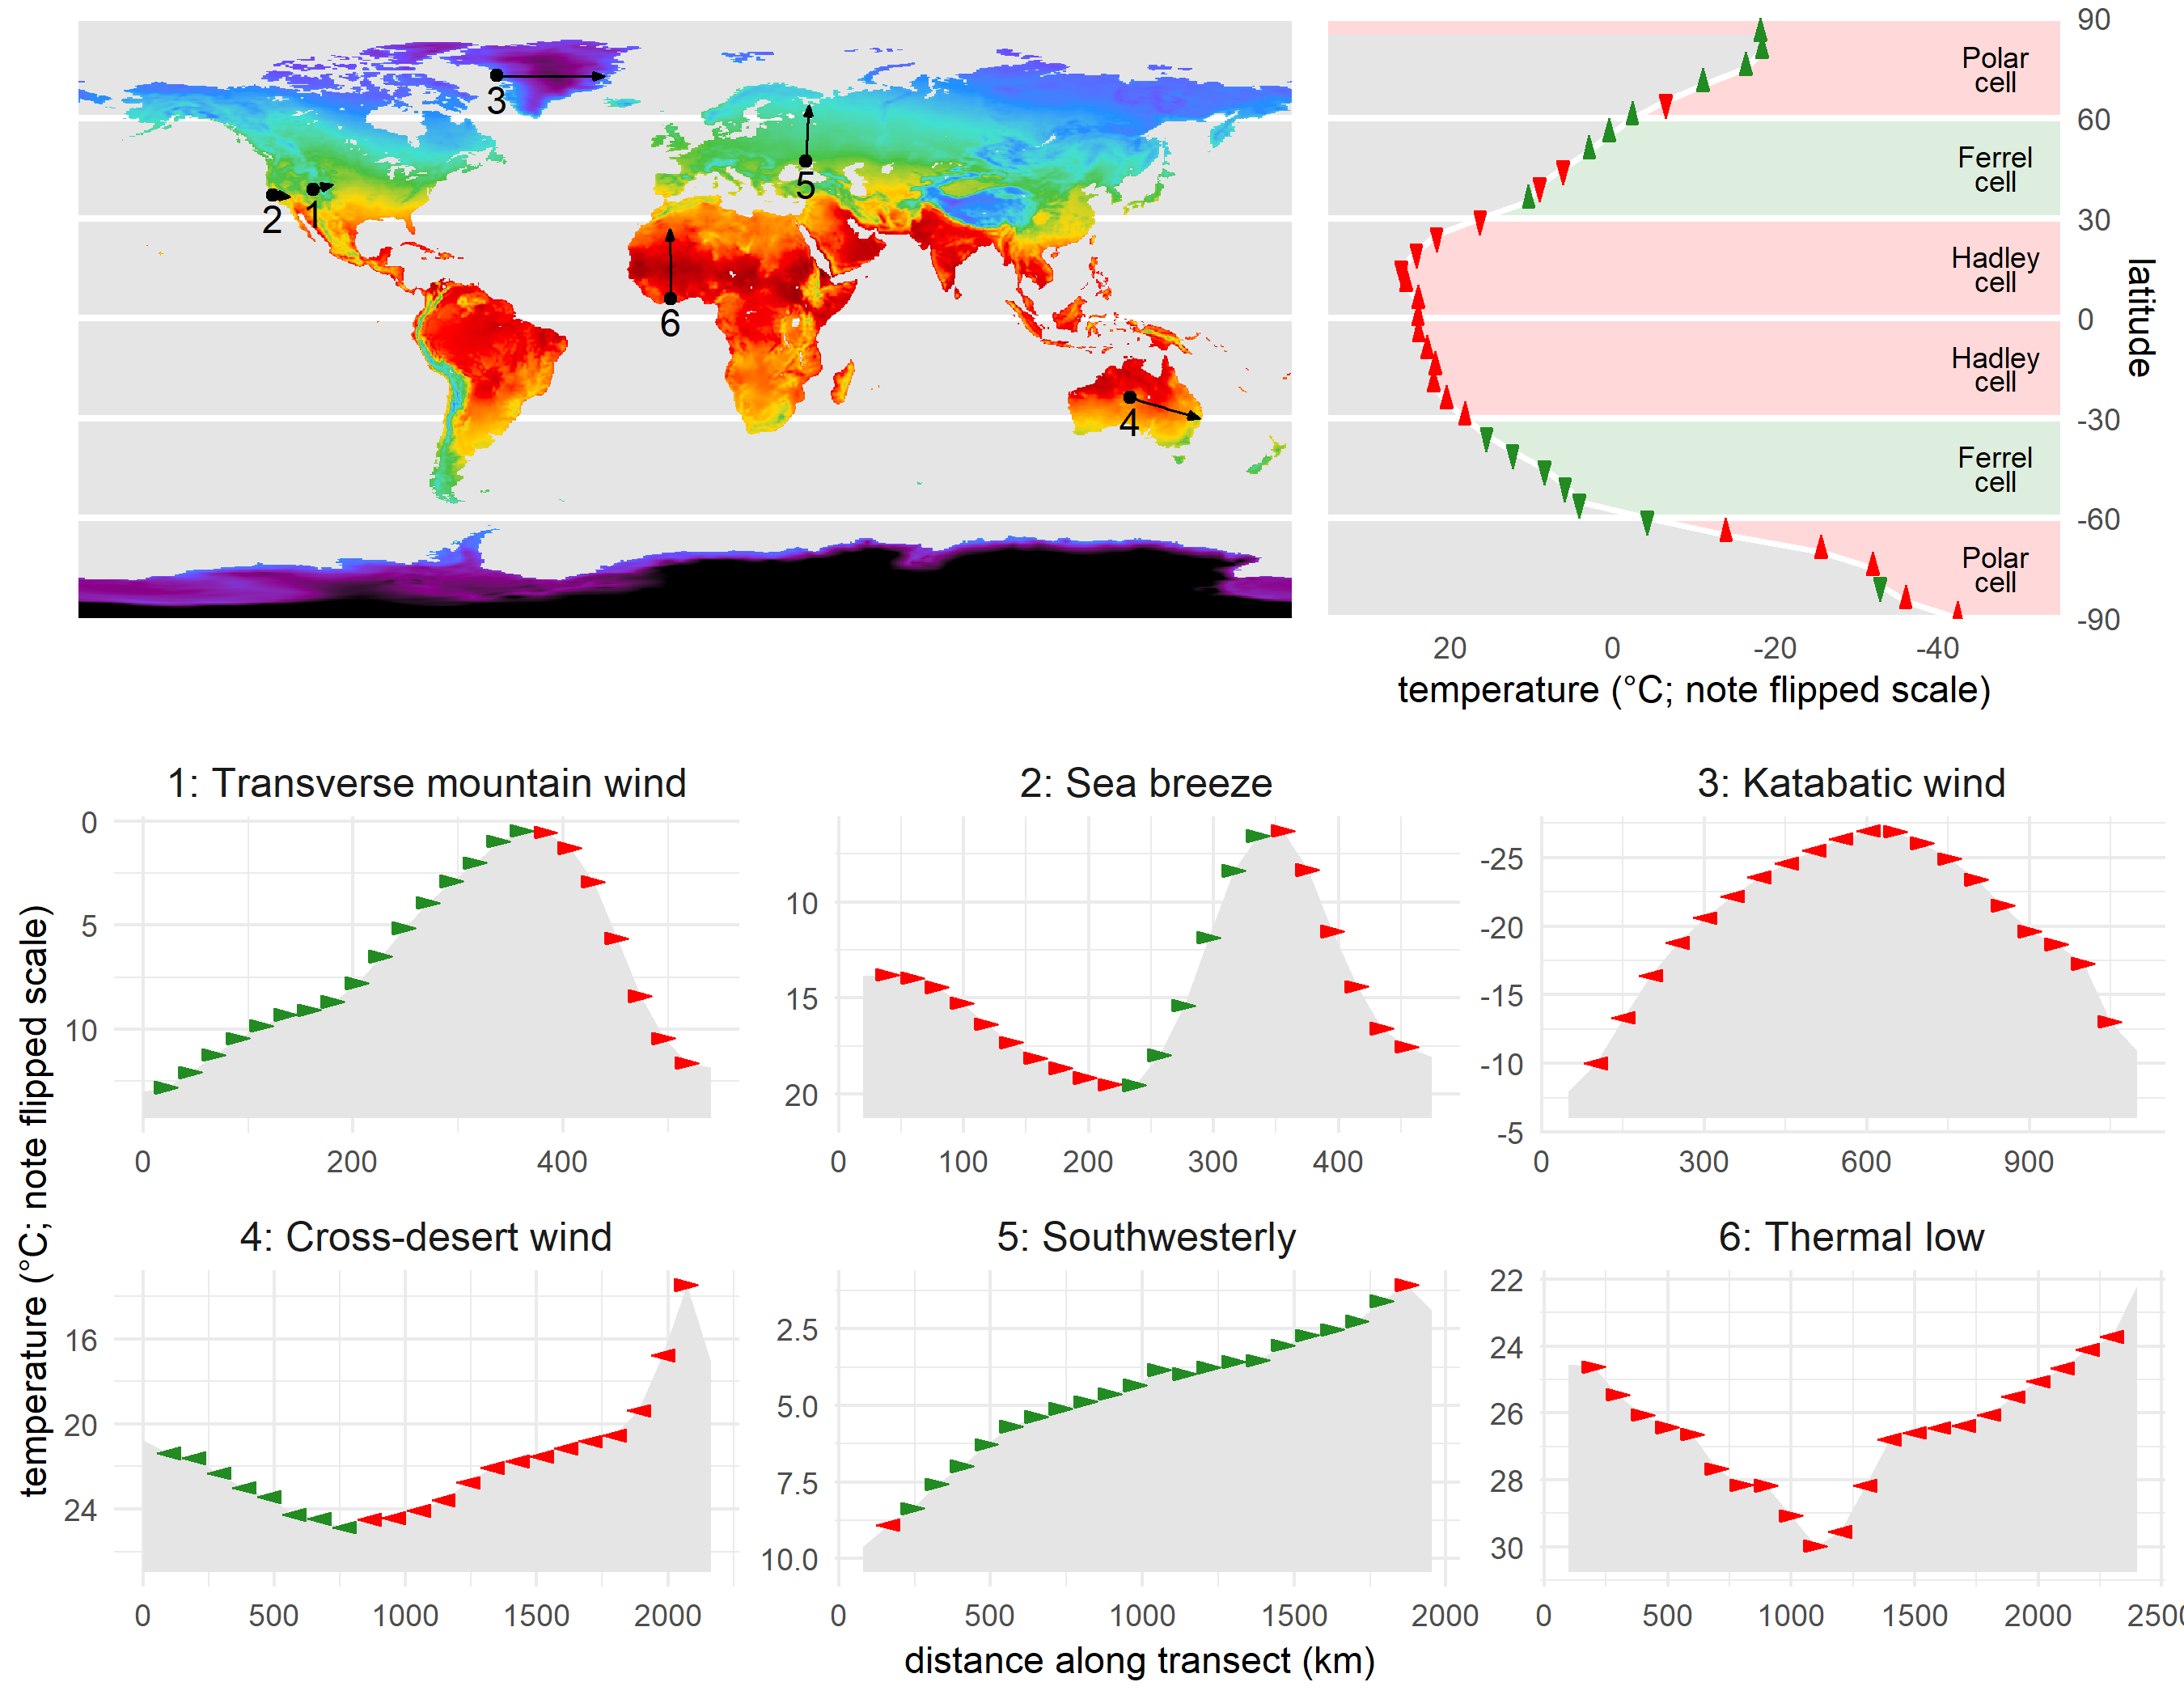 3
5
2
1
6
4
Polar
cell
Ferrel
cell
Hadley
cell
Hadley
cell
Ferrel
cell
Polar
cell
90
60
30
0
-30
-60
-90
latitude
20 0 -20 -40
temperature (°C; note flipped scale)
temperature (°C; note flipped scale)
1: Transverse mountain wind
0
5
10
0 200 400
2: Sea breeze
10
15
20
0 100 200 300 400
3: Katabatic wind
-25
-20
-15
-10
-5
0 300 600 900
4: Cross-desert wind
16
20
24
0 500 1000 1500 2000
5: Southwesterly
2.5
5.0
7.5
10.0
0 500 1000 1500 2000
6: Thermal low
22
24
26
28
30
0 500 1000 1500 2000 2500
distance along transect (km)